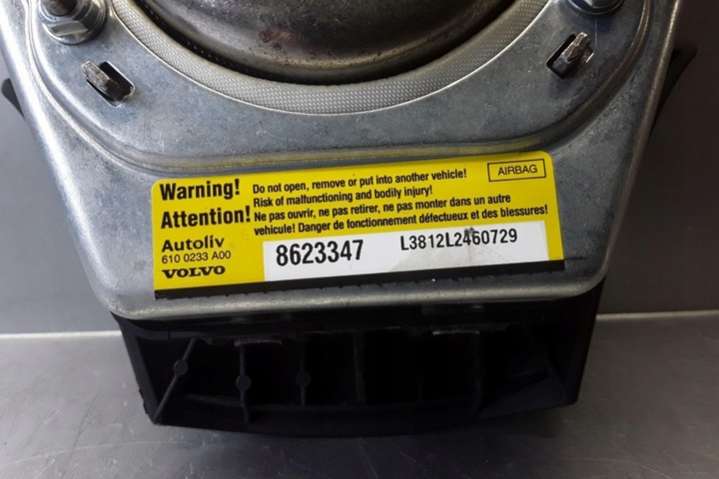 Warning! Do not open, remove or put into another vehicle! AIRBAG
Risk of malfunctioning and bodily injury!
Attention! Ne pas ouvrir, ne pas retirer, ne pas monter dans un autre
vehicule! Danger de fonctionnement défectueux et des blessures!
Autoliv
610 0233 A00
VOLVO
8623347 L3812L2460729